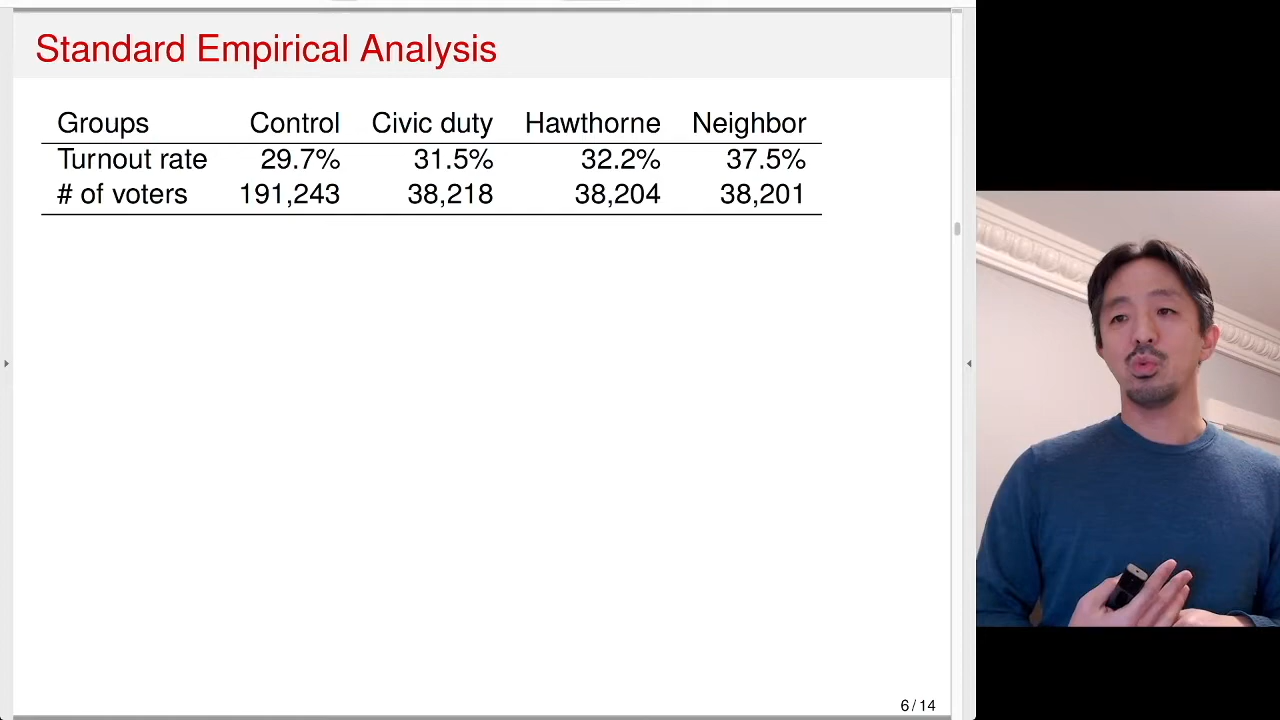 Standard Empirical Analysis
Groups Control Civic duty Hawthorne Neighbor
Turnout rate 29.7% 31.5% 32.2% 37.5%
# of voters 191,243 38,218 38,204 38,201
6 / 14